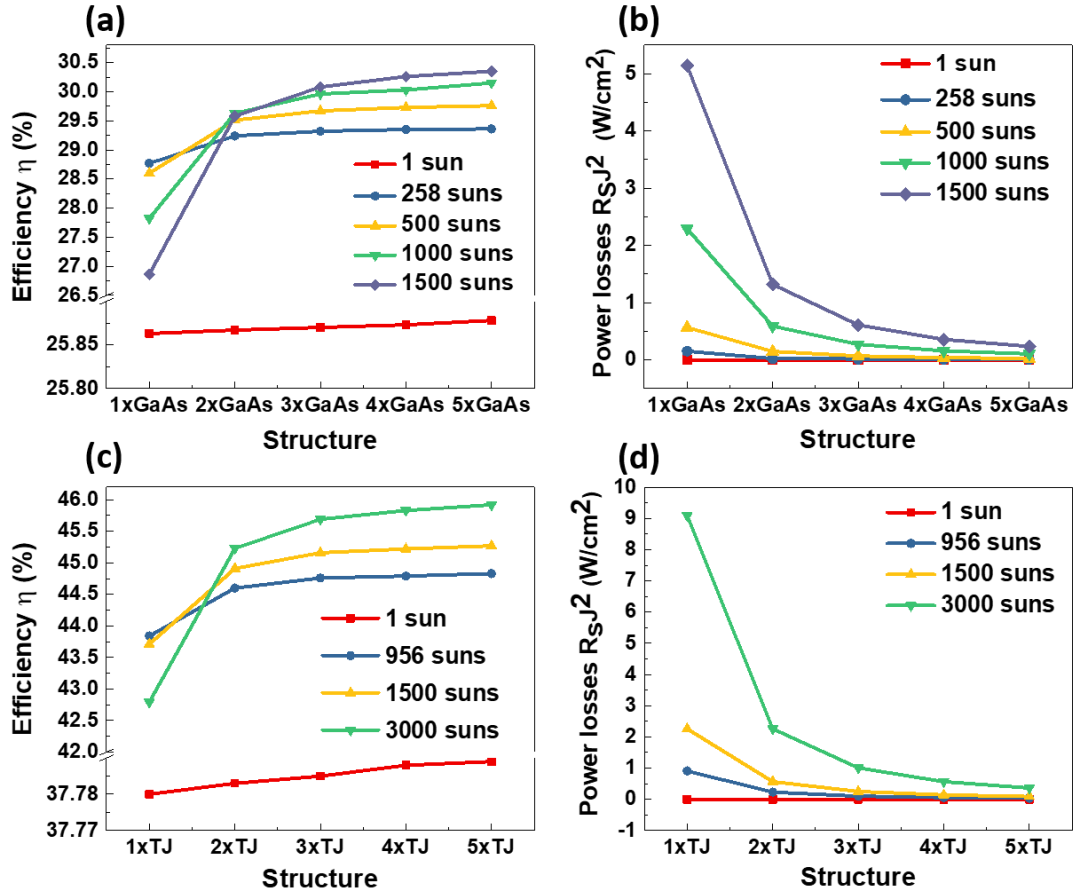 (a)
Efficiency η (%)
30.5
30.0
29.5
29.0
28.5
28.0
27.5
27.0
26.5
25.85
25.80
1 sun
258 suns
500 suns
1000 suns
1500 suns
1xGaAs 2xGaAs 3xGaAs 4xGaAs 5xGaAs
Structure
(b)
Power losses RSJ² (W/cm²)
5
4
3
2
1
0
1 sun
258 suns
500 suns
1000 suns
1500 suns
1xGaAs 2xGaAs 3xGaAs 4xGaAs 5xGaAs
Structure
(c)
Efficiency η (%)
46.0
45.5
45.0
44.5
44.0
43.5
43.0
42.5
42.0
37.78
37.77
1 sun
956 suns
1500 suns
3000 suns
1xTJ 2xTJ 3xTJ 4xTJ 5xTJ
Structure
(d)
Power losses RSJ² (W/cm²)
10
9
8
7
6
5
4
3
2
1
0
-1
1 sun
956 suns
1500 suns
3000 suns
1xTJ 2xTJ 3xTJ 4xTJ 5xTJ
Structure